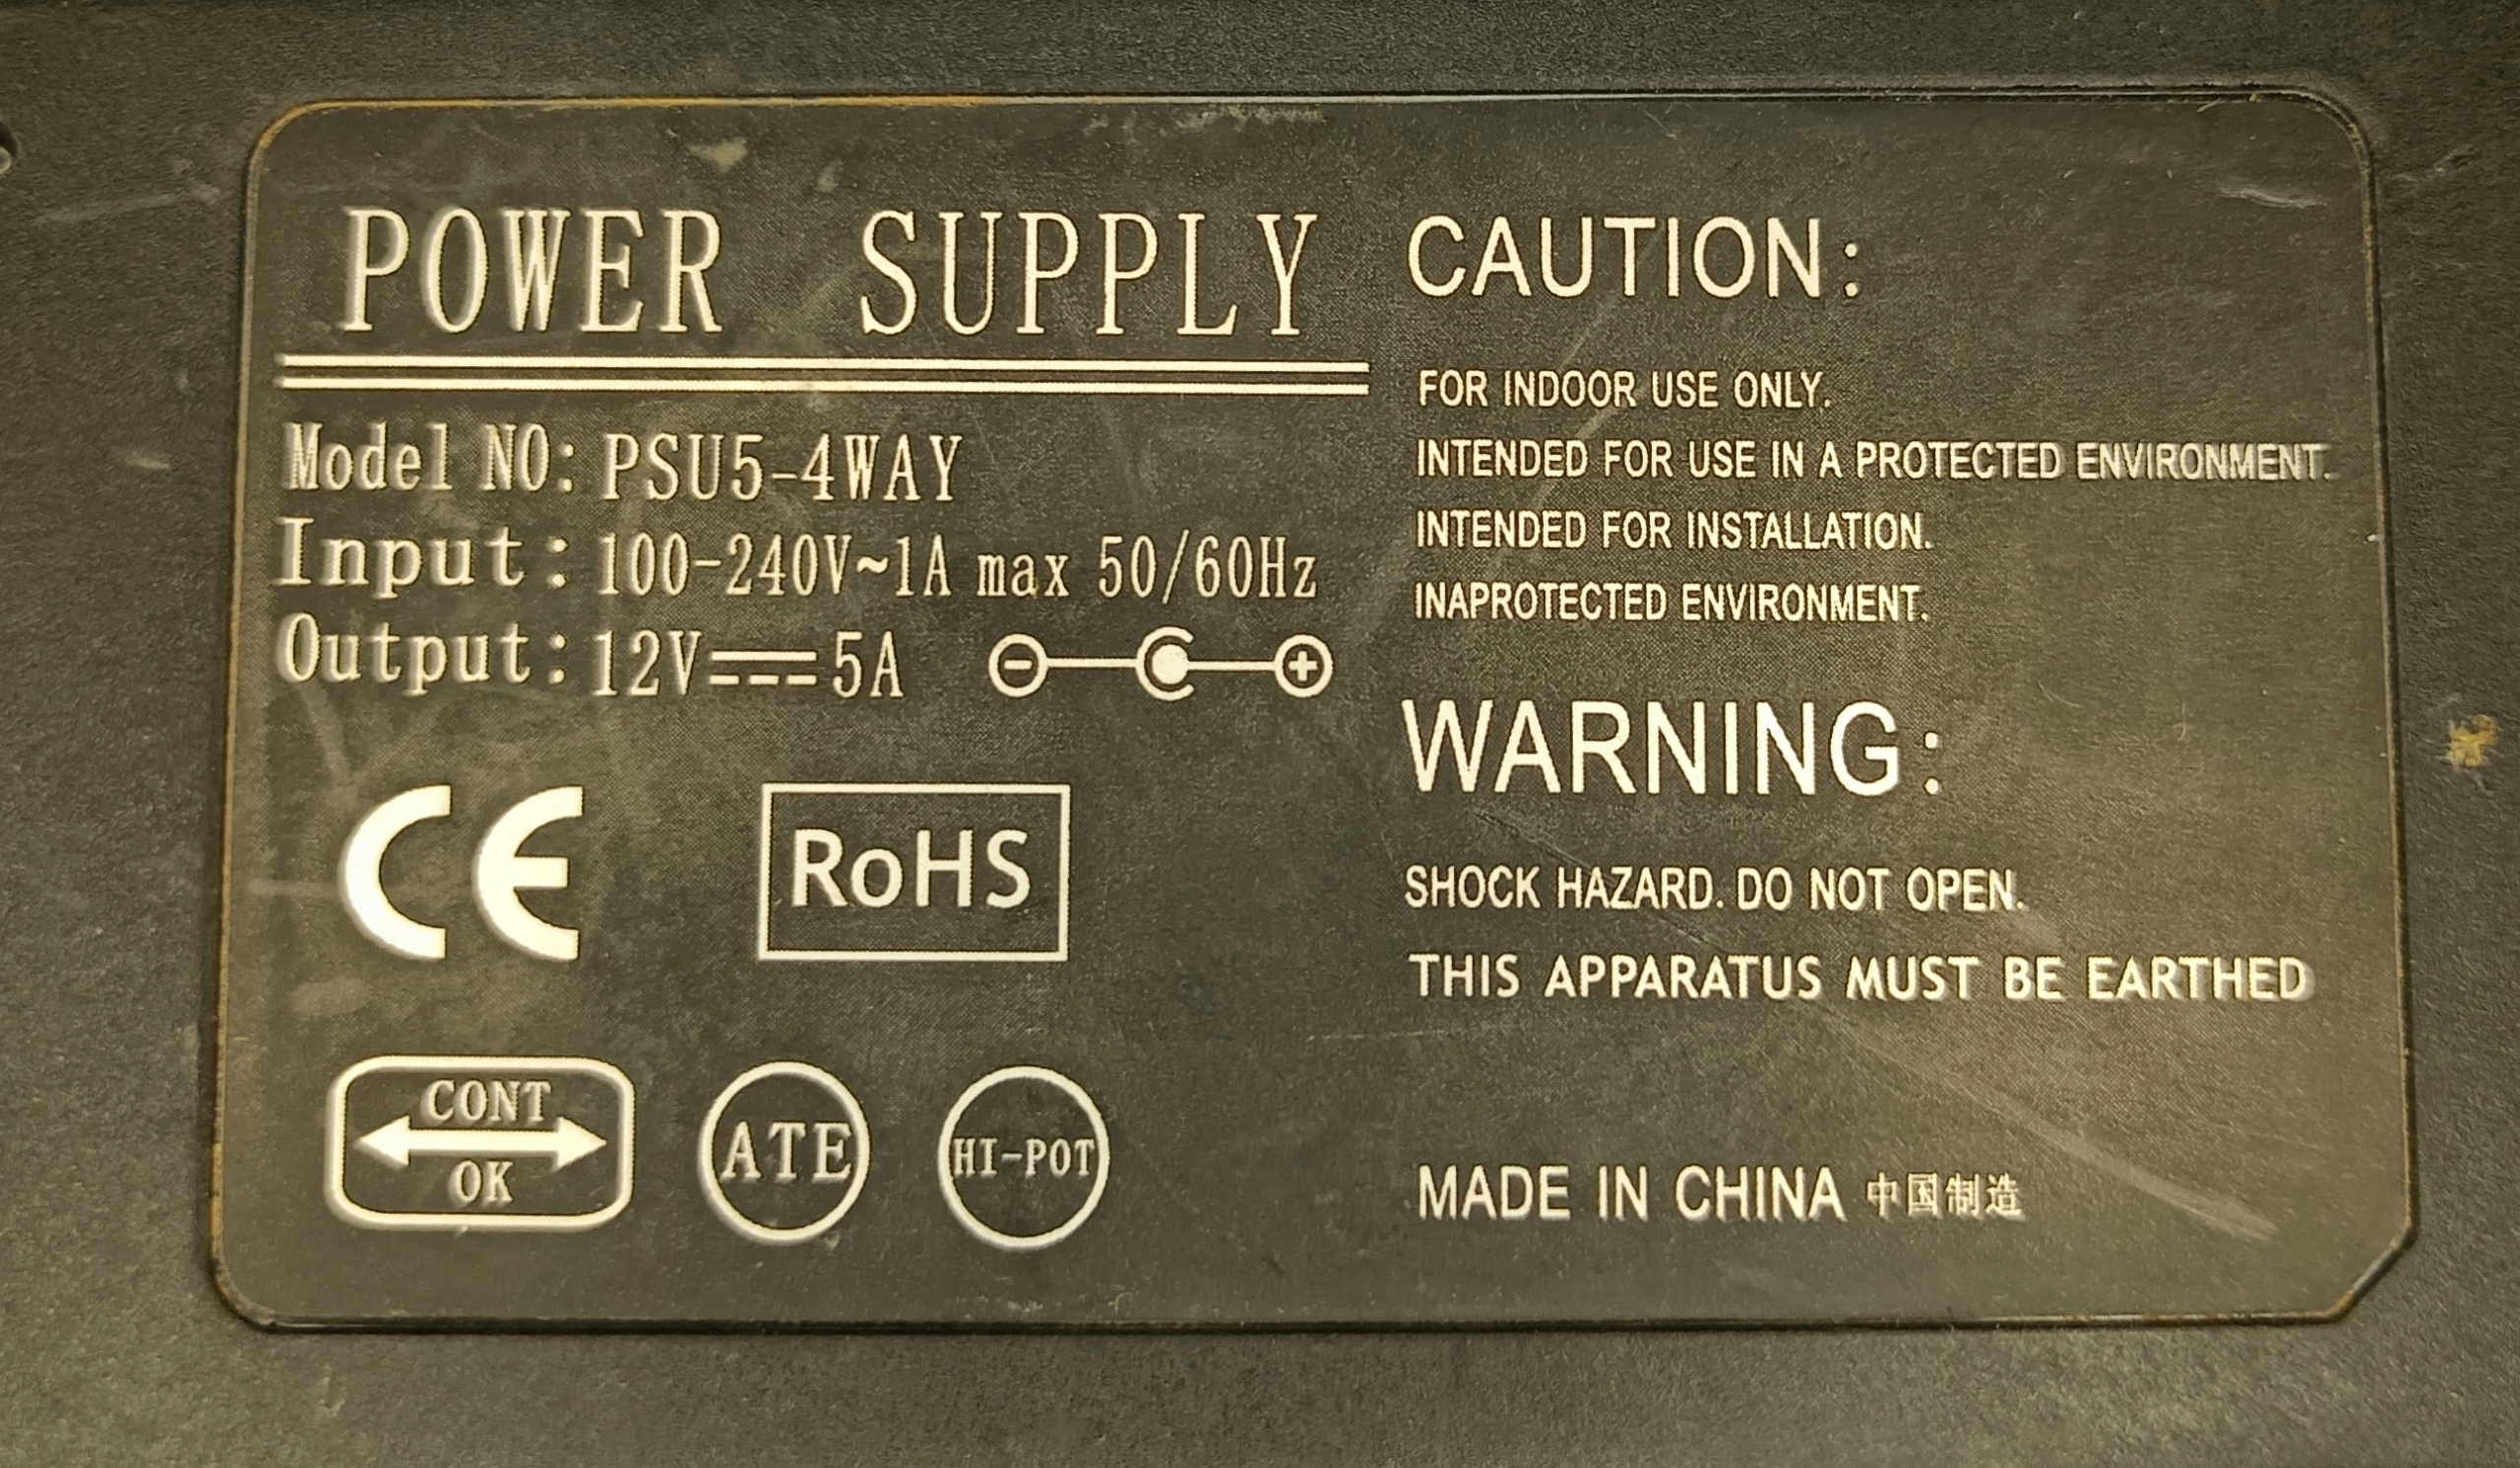 POWER SUPPLY
Model NO: PSU5-4WAY
Input: 100-240V~1A max 50/60Hz
Output: 12V⎓5A
CE
RoHS
CONT
OK
ATE
HI-POT
CAUTION:
FOR INDOOR USE ONLY.
INTENDED FOR USE IN A PROTECTED ENVIRONMENT.
INTENDED FOR INSTALLATION.
INAPROTECTED ENVIRONMENT.
WARNING:
SHOCK HAZARD. DO NOT OPEN.
THIS APPARATUS MUST BE EARTHED
MADE IN CHINA 中国制造